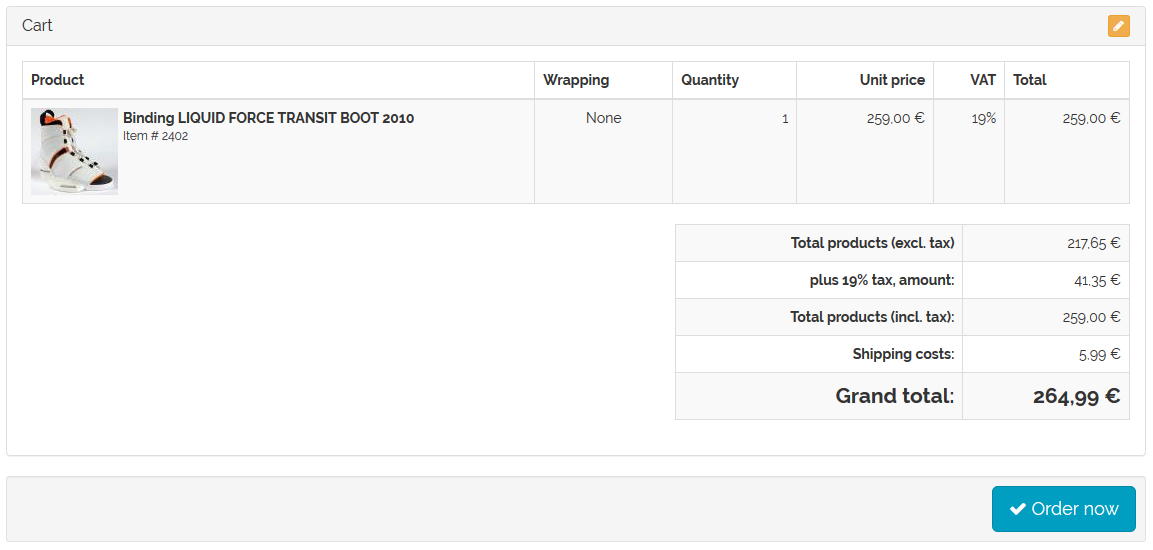 Cart
Product Wrapping Quantity Unit price VAT Total
Binding LIQUID FORCE TRANSIT BOOT 2010 None 1 259,00 € 19% 259,00 €
Item # 2402
Total products (excl. tax) 217,65 €
plus 19% tax, amount: 41,35 €
Total products (incl. tax): 259,00 €
Shipping costs: 5,99 €
Grand total: 264,99 €
Order now